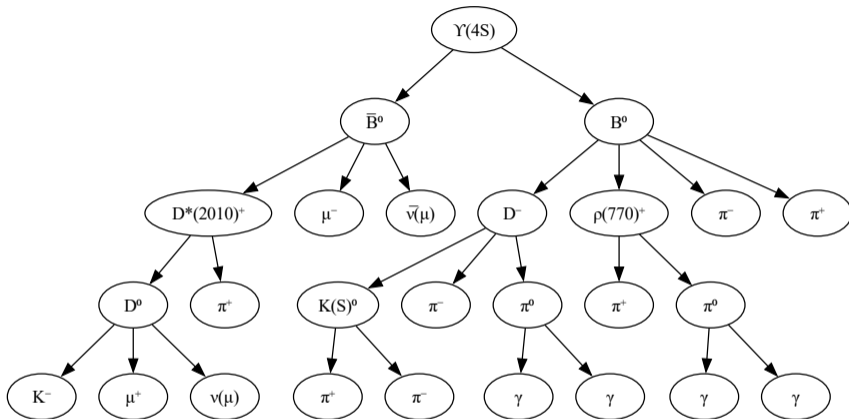 ϒ(4S)
B̅⁰ B⁰
D*(2010)⁺ μ⁻ ν̅(μ) D⁻ ρ(770)⁺ π⁻ π⁺
D⁰ π⁺ K(S)⁰ π⁻ π⁰ π⁺ π⁰
K⁻ μ⁺ ν(μ) π⁺ π⁻ γ γ γ γ